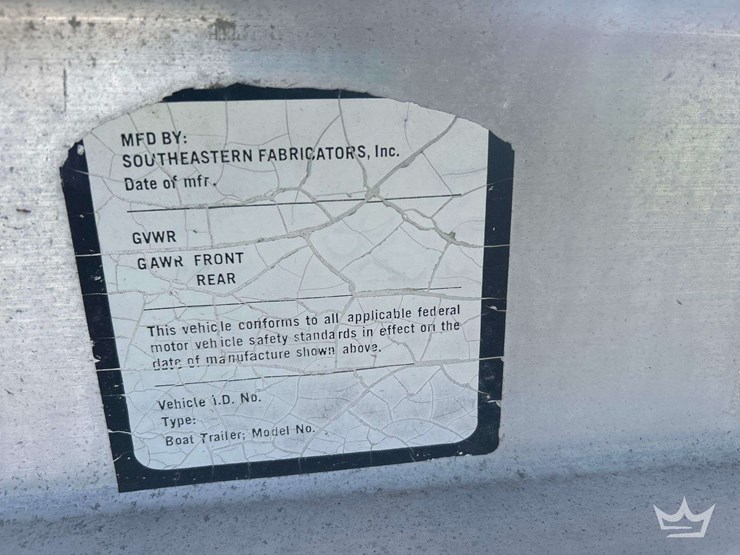 MFD BY:
SOUTHEASTERN FABRICATORS, Inc.
Date of mfr.
GVWR
GAWR FRONT
REAR
This vehicle conforms to all applicable federal
motor vehicle safety standards in effect on the
date of manufacture shown above.
Vehicle I.D. No.
Type:
Boat Trailer; Model No.